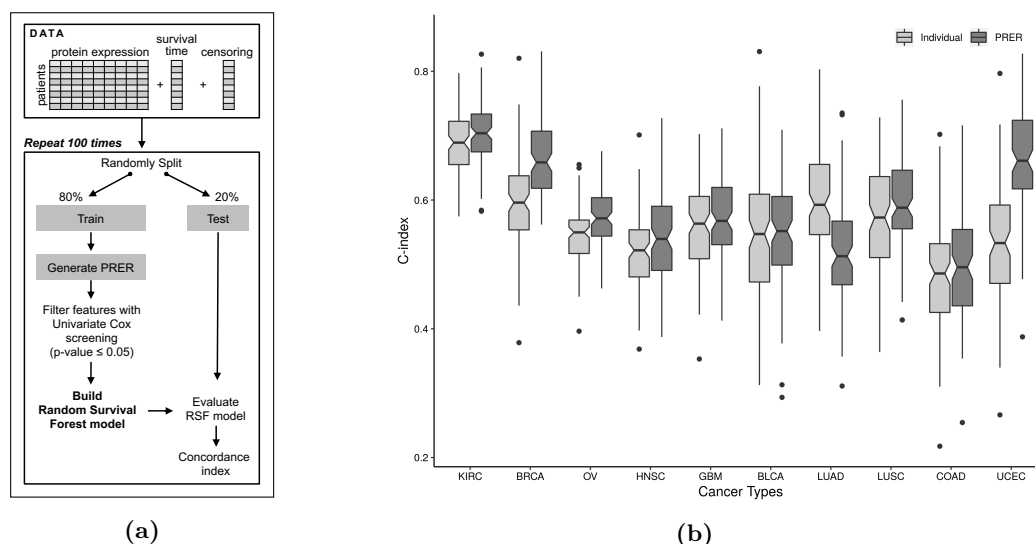 DATA
protein expression
survival
time
censoring
patients
+
+
Repeat 100 times
Randomly Split
80%
20%
Train
Test
Generate PRER
Filter features with
Univariate Cox
screening
(p-value ≤ 0.05)
Build
Random Survival
Forest model
Evaluate
RSF model
Concordance
index
(a)
Individual
PRER
C-index
0.8
0.6
0.4
0.2
KIRC
BRCA
OV
HNSC
GBM
BLCA
LUAD
LUSC
COAD
UCEC
Cancer Types
(b)